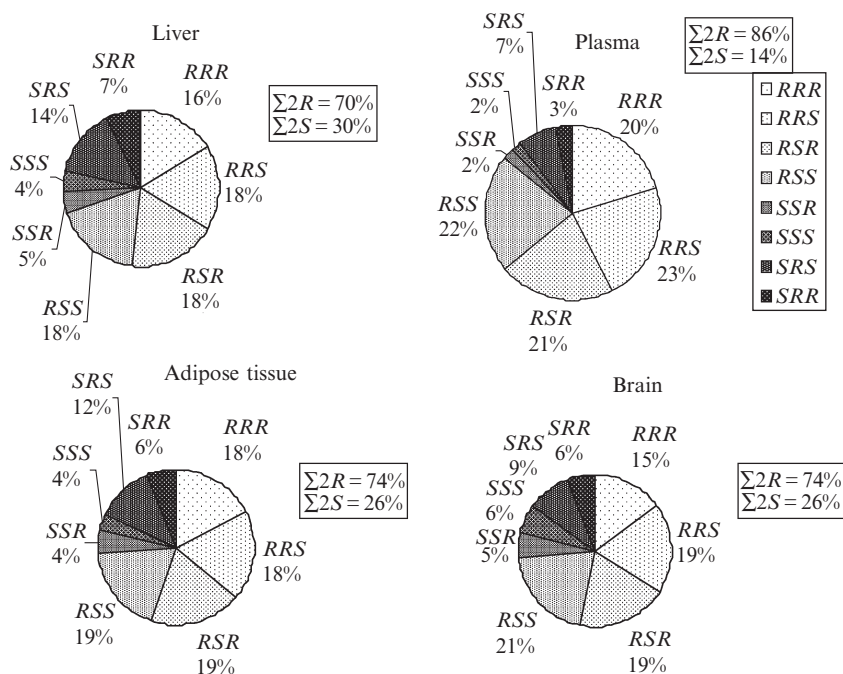 Liver
SRR
7%
RRR
16%
SRS
14%
SSS
4%
SSR
5%
RSS
18%
RSR
18%
RRS
18%
∑2R = 70%
∑2S = 30%
Plasma
SRS
7%
SSS
2%
SRR
3%
RRR
20%
SSR
2%
RSS
22%
RRS
23%
RSR
21%
∑2R = 86%
∑2S = 14%
RRR
RRS
RSR
RSS
SSR
SSS
SRS
SRR
Adipose tissue
SRS
12%
SRR
6%
RRR
18%
SSS
4%
SSR
4%
RRS
18%
RSS
19%
RSR
19%
∑2R = 74%
∑2S = 26%
Brain
SRR
6%
RRR
15%
SRS
9%
SSS
6%
SSR
5%
RRS
19%
RSS
21%
RSR
19%
∑2R = 74%
∑2S = 26%